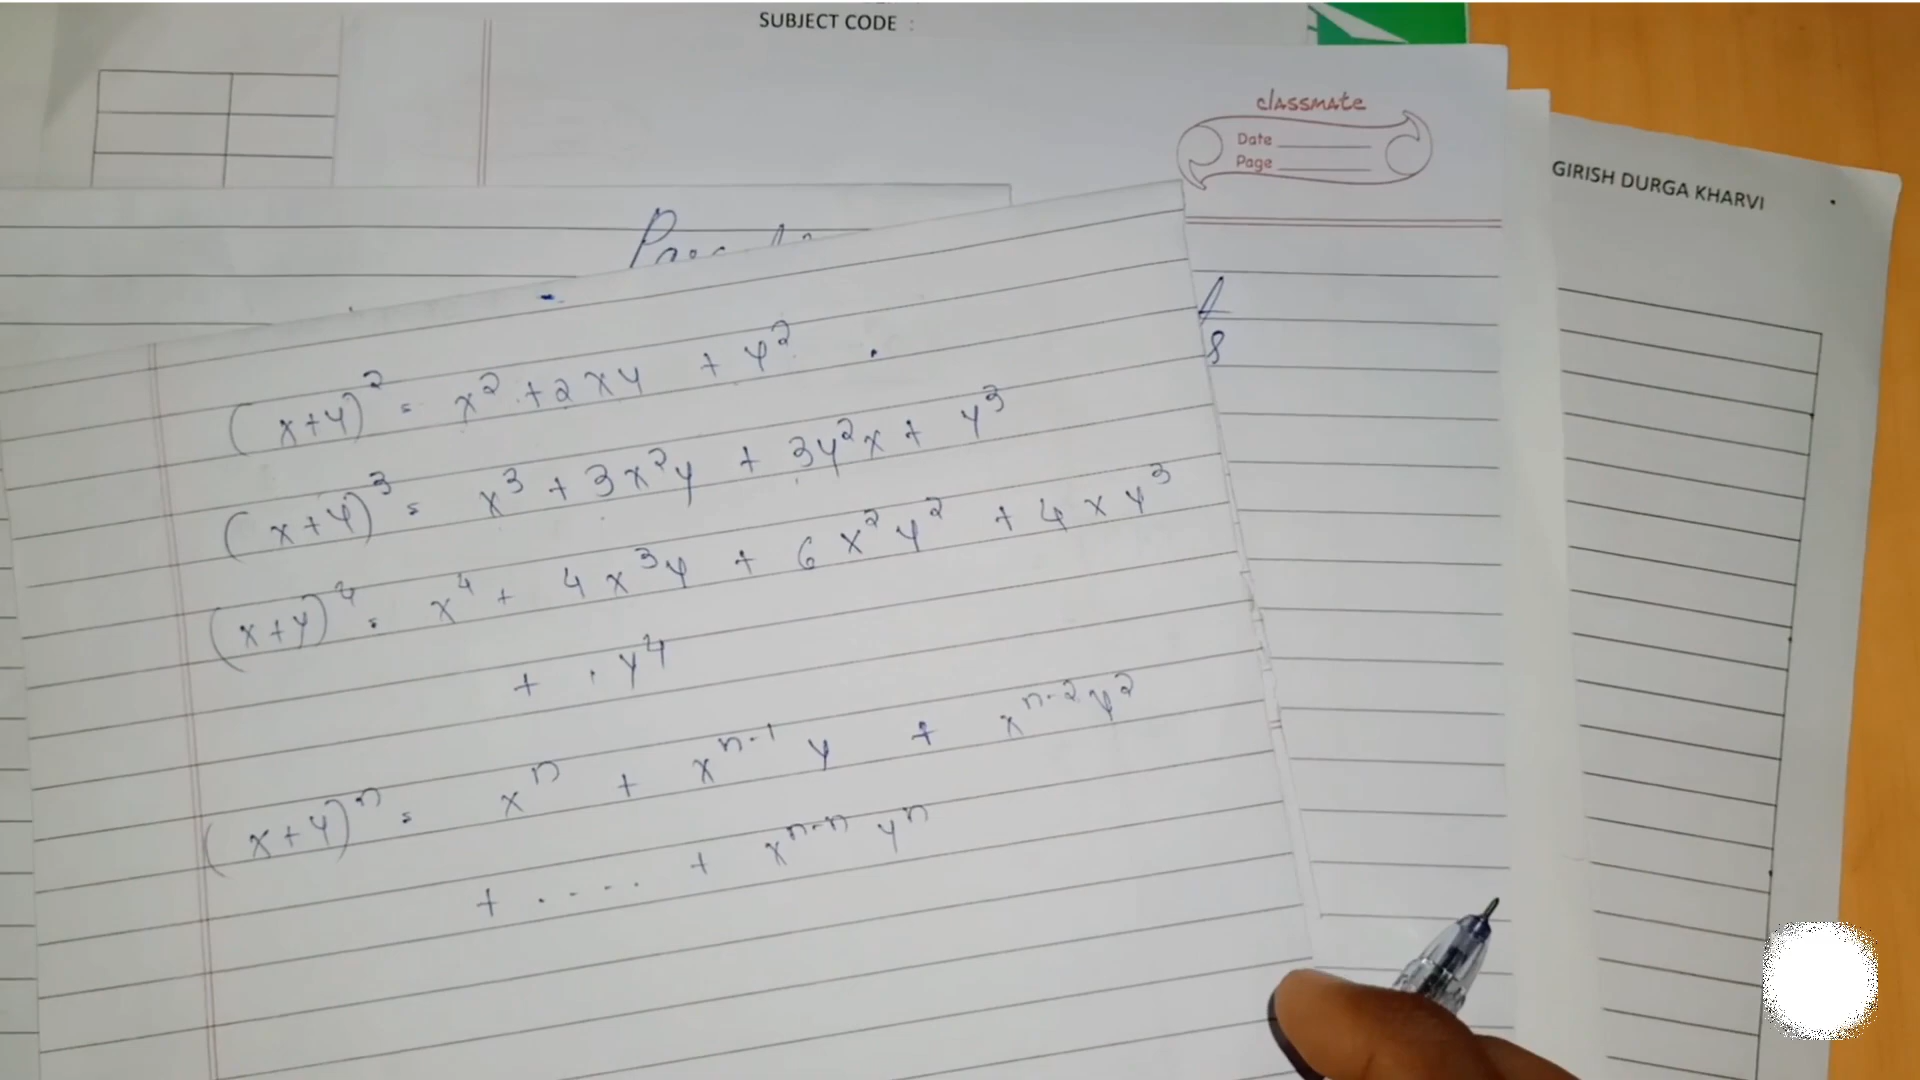 SUBJECT CODE :
classmate
Date
Page
GIRISH DURGA KHARVI
(x+y)² = x² + 2xy + y²
(x+y)³ = x³ + 3x²y + 3y²x + y³
(x+y)⁴ = x⁴ + 4x³y + 6x²y² + 4xy³
+ y⁴
(x+y)ⁿ = xⁿ + xⁿ⁻¹y + xⁿ⁻²y²
+ .... + xⁿ⁻ⁿyⁿ